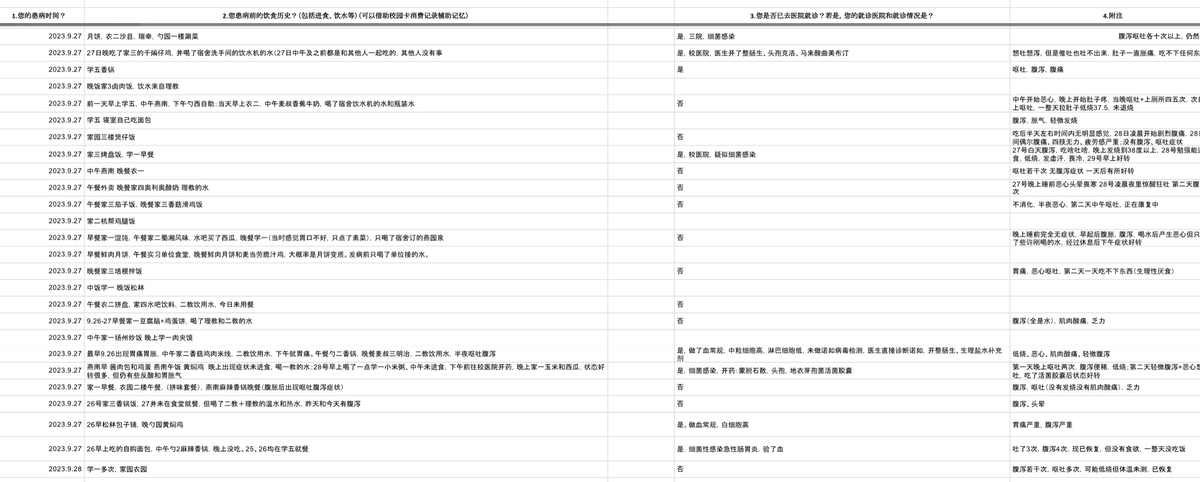 1.您的患病时间？ 2.您患病前的饮食历史？(包括进食、饮水等)(可以借助校园卡消费记录辅助记忆) 3.您是否已去医院就诊？若是，您的就诊医院和就诊情况是？ 4.附注
2023.9.27 月饼, 农二沙县, 瑞幸, 勺园一楼涮菜 是, 三院, 细菌感染 腹泻呕吐各十次以上, 仍然
2023.9.27 27日晚吃了家三的干煸仔鸡, 并喝了宿舍洗手间的饮水机的水(27日中午及之前都是和其他人一起吃的, 其他人没有事 是, 校医院, 医生开了整肠生、头孢克洛、马来酸曲美布汀 想吐想泻, 但是催吐也吐不出来, 肚子一直胀痛, 吃不下任何东
2023.9.27 学五香锅 是 呕吐, 腹泻, 腹痛
2023.9.27 晚饭家3卤肉饭, 饮水来自理教
2023.9.27 前一天早上学五, 中午燕南, 下午勺西自助;当天早上农二, 中午麦叔香蕉牛奶, 喝了宿舍饮水机的水和瓶装水 否 中午开始恶心, 晚上开始肚子疼, 当晚呕吐+上厕所四五次, 次日
上呕吐, 一整天拉肚子低烧37.5, 未退烧
2023.9.27 学五 寝室自己吃面包 腹泻, 胀气, 轻微发烧
2023.9.27 家园三楼煲仔饭 否 吃后半天左右时间内无明显感觉, 28日凌晨开始剧烈腹痛, 28日
间偶尔腹痛、四肢无力、疲劳感严重;没有腹泻、呕吐症状
2023.9.27 家三烤盘饭, 学一早餐 是, 校医院, 疑似细菌感染 27号白天腹泻, 吃啥吐啥, 晚上发烧到38度以上, 28号勉强能进
食, 低烧, 发虚汗, 畏冷, 29号早上好转
2023.9.27 中午燕南 晚餐农一 否 呕吐若干次 无腹泻症状 一天后有所好转
2023.9.27 午餐外卖 晚餐家四奥利奥酸奶 理教的水 否 27号晚上睡前恶心头晕畏寒 28号凌晨夜里惊醒狂吐 第二天腹
次
2023.9.27 午餐家三茄子饭, 晚餐家三香菇滑鸡饭 否 不消化, 半夜恶心, 第二天中午呕吐, 正在康复中
2023.9.27 家二杭帮鸡腿饭
2023.9.27 早餐家一馄饨, 午餐家二蜀湘风味, 水吧买了西瓜, 晚餐学一(当时感觉胃口不好, 只点了素菜), 只喝了宿舍订的燕园泉 否 晚上睡前完全无症状, 早起后腹胀, 腹泻, 喝水后产生恶心但只
了些许刚喝的水, 经过休息后下午症状好转
2023.9.27 早餐鲜肉月饼, 午餐实习单位食堂, 晚餐鲜肉月饼和麦当劳脆汁鸡, 大概率是月饼变质。发病前只喝了单位接的水。
2023.9.27 晚餐家三培根拌饭 否 胃痛, 恶心呕吐, 第二天一天吃不下东西(生理性厌食)
2023.9.27 中饭学一 晚饭松林
2023.9.27 午餐农二拼盘, 家四水吧饮料, 二教饮用水, 今日未用餐 否
2023.9.27 9.26-27早餐家一豆腐脑+鸡蛋饼, 喝了理教和二教的水 否 腹泻(全是水), 肌肉酸痛, 乏力
2023.9.27 中午家一扬州炒饭 晚上学一肉夹馍
2023.9.27 最早9.26出现胃痛胃胀, 中午家二香菇鸡肉米线, 二教饮用水, 下午就胃痛。午餐勺二香锅, 晚餐麦叔三明治, 二教饮用水, 半夜呕吐腹泻 是, 做了血常规, 中粒细胞高, 淋巴细胞低, 未做诺如病毒检测, 医生直接诊断诺如, 开整肠生、生理盐水补充
剂 低烧、恶心、肌肉酸痛、轻微腹泻
2023.9.27 燕南早 酱肉包和鸡蛋 燕南午饭 黄焖鸡 晚上出现症状未进食, 喝一教的水;28号早上喝了一点学一小米粥、中午未进食, 下午前往校医院开药, 晚上家一玉米和西瓜, 状态好
转很多, 但仍有些反酸和胃胀气 是, 细菌感染, 开药:蒙脱石散, 头孢, 地衣芽孢菌活菌胶囊 第一天晚上呕吐两次, 腹泻便稀, 低烧;第二天轻微腹泻+恶心想
吐, 吃了活菌胶囊后状态好转
2023.9.27 家一早餐, 农园二楼午餐, (拼味套餐), 燕南麻辣香锅晚餐(腹胀后出现呕吐腹泻症状) 否 腹泻, 呕吐(没有发烧没有肌肉酸痛), 乏力
2023.9.27 26号家三香锅饭, 27并未在食堂就餐, 但喝了二教+理教的温水和热水, 昨天和今天有腹泻 否 腹泻、头晕
2023.9.27 26早松林包子铺, 晚勺园黄焖鸡 是。做血常规, 白细胞高 胃痛严重, 腹泻严重
2023.9.27 26早上吃的自购面包, 中午勺2麻辣香锅, 晚上没吃。25、26均在学五就餐 是, 细菌性感染急性肠胃炎, 验了血 吐了3次, 腹泻4次, 现已恢复, 但没有食欲, 一整天没吃饭
2023.9.28 学一多次, 家园农园 否 腹泻若干次, 呕吐多次, 可能低烧但体温未测, 已恢复